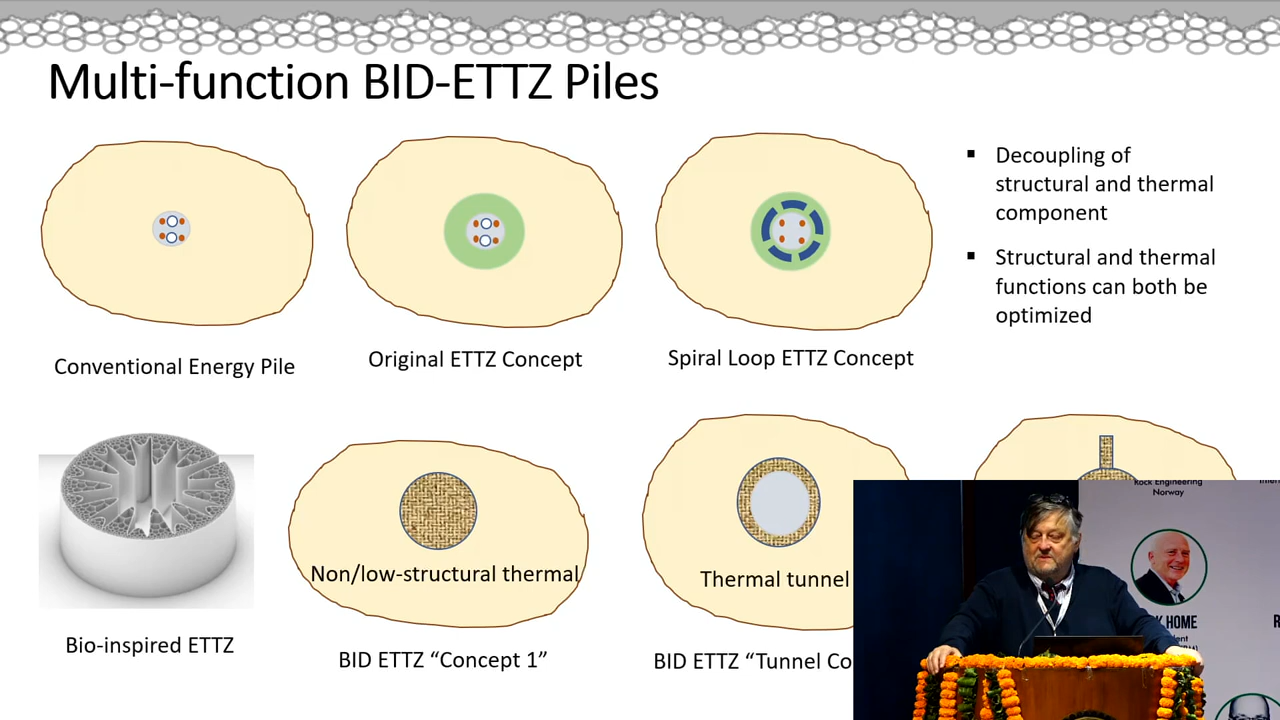 Multi-function BID-ETTZ Piles
▪ Decoupling of
structural and thermal
component
▪ Structural and thermal
functions can both be
optimized
Conventional Energy Pile
Original ETTZ Concept
Spiral Loop ETTZ Concept
Non/low-structural thermal
Thermal tunnel
Bio-inspired ETTZ
BID ETTZ “Concept 1”
BID ETTZ “Tunnel Co
Rock Engineering
Norway
HOME